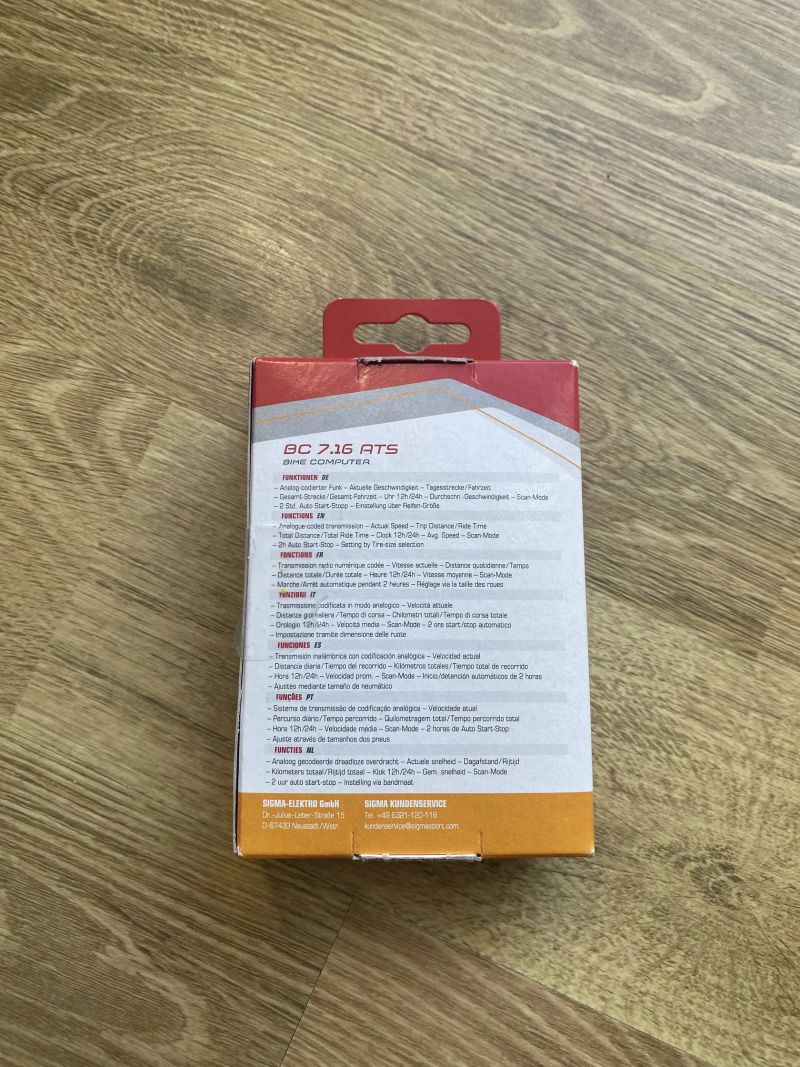 BC 7.16 ATS
BIKE COMPUTER
FUNKTIONEN DE
– Analog-codierter Funk – Aktuelle Geschwindigkeit – Tagesstrecke/Fahrzeit
– Gesamt-Strecke/Gesamt-Fahrzeit – Uhr 12h/24h – Durchschn.-Geschwindigkeit – Scan-Mode
– 2 Std. Auto Start-Stopp – Einstellung über Reifen-Größe
FUNCTIONS EN
– Analogue-coded transmission – Actual Speed – Trip Distance/Ride Time
– Total Distance/Total Ride Time – Clock 12h/24h – Avg. Speed – Scan-Mode
– 2h Auto Start-Stop – Setting by Tire-size selection
FONCTIONS FR
– Transmission radio numérique codée – Vitesse actuelle – Distance quotidienne/Temps
– Distance totale/Durée totale – Heure 12h/24h – Vitesse moyenne – Scan-Mode
– Marche/Arrêt automatique pendant 2 heures – Réglage via la taille des roues
FUNZIONI IT
– Trasmissione codificata in modo analogico – Velocità attuale
– Distanza giornaliera/Tempo di corsa – Chilometri totali/Tempo di corsa totale
– Orologio 12h/24h – Velocità media – Scan-Mode – 2 ore start/stop automatico
– Impostazione tramite dimensione delle ruote
FUNCIONES ES
– Transmisión inalámbrica con codificación analógica – Velocidad actual
– Distancia diaria/Tiempo del recorrido – Kilómetros totales/Tiempo total de recorrido
– Hora 12h/24h – Velocidad prom. – Scan-Mode – Inicio/detención automáticos de 2 horas
– Ajustes mediante tamaño de neumático
FUNÇÕES PT
– Sistema de transmissão de codificação analógica – Velocidade atual
– Percurso diário/Tempo percorrido – Quilometragem total/Tempo percorrido total
– Hora 12h/24h – Velocidade média – Scan-Mode – 2 horas de Auto Start-Stop
– Ajuste através de tamanhos dos pneus
FUNCTIES NL
– Analoog gecodeerde draadloze overdracht – Actuele snelheid – Dagafstand/Rijtijd
– Kilometers totaal/Rijtijd totaal – Klok 12h/24h – Gem. snelheid – Scan-Mode
– 2 uur auto start-stop – Instelling via bandmaat
SIGMA-ELEKTRO GmbH
Dr.-Julius-Leber-Straße 15
D-67433 Neustadt/Wstr.
SIGMA KUNDENSERVICE
Tel. +49 6321-120-118
kundenservice@sigmasport.com